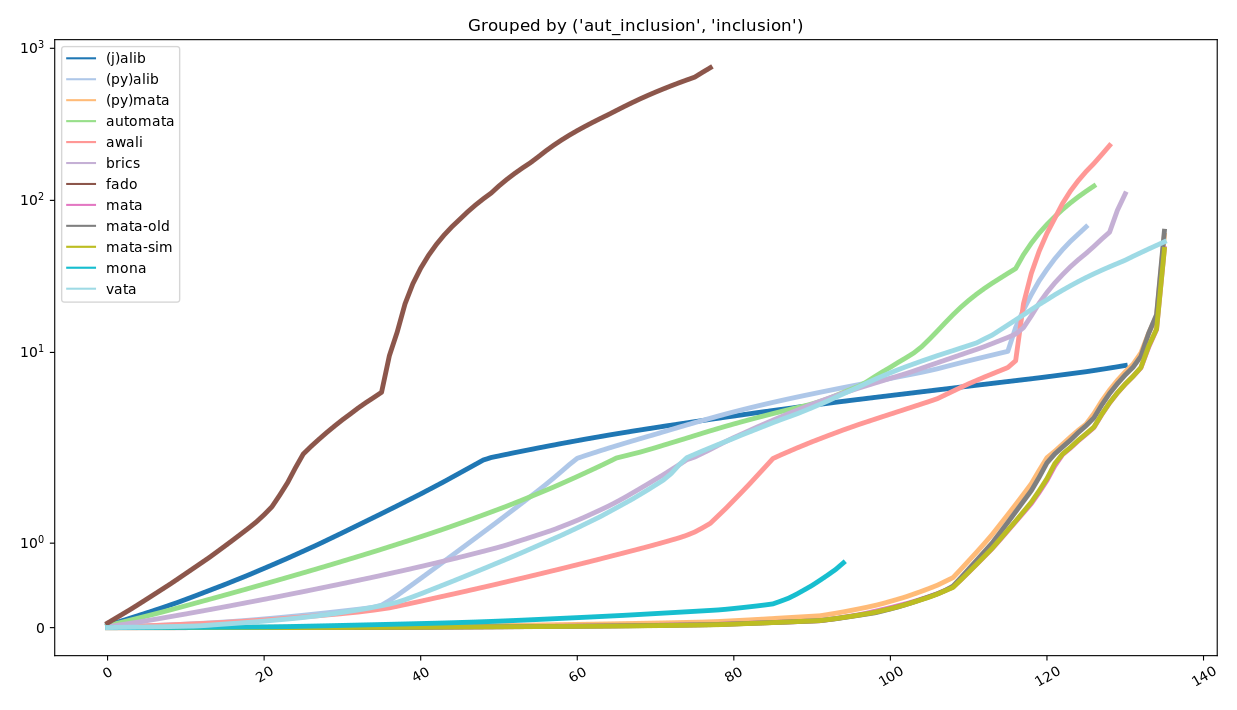 Grouped by ('aut_inclusion', 'inclusion')
10³
10²
10¹
10⁰
0
(j)alib
(py)alib
(py)mata
automata
awali
brics
fado
mata
mata-old
mata-sim
mona
vata
0
20
40
60
80
100
120
140